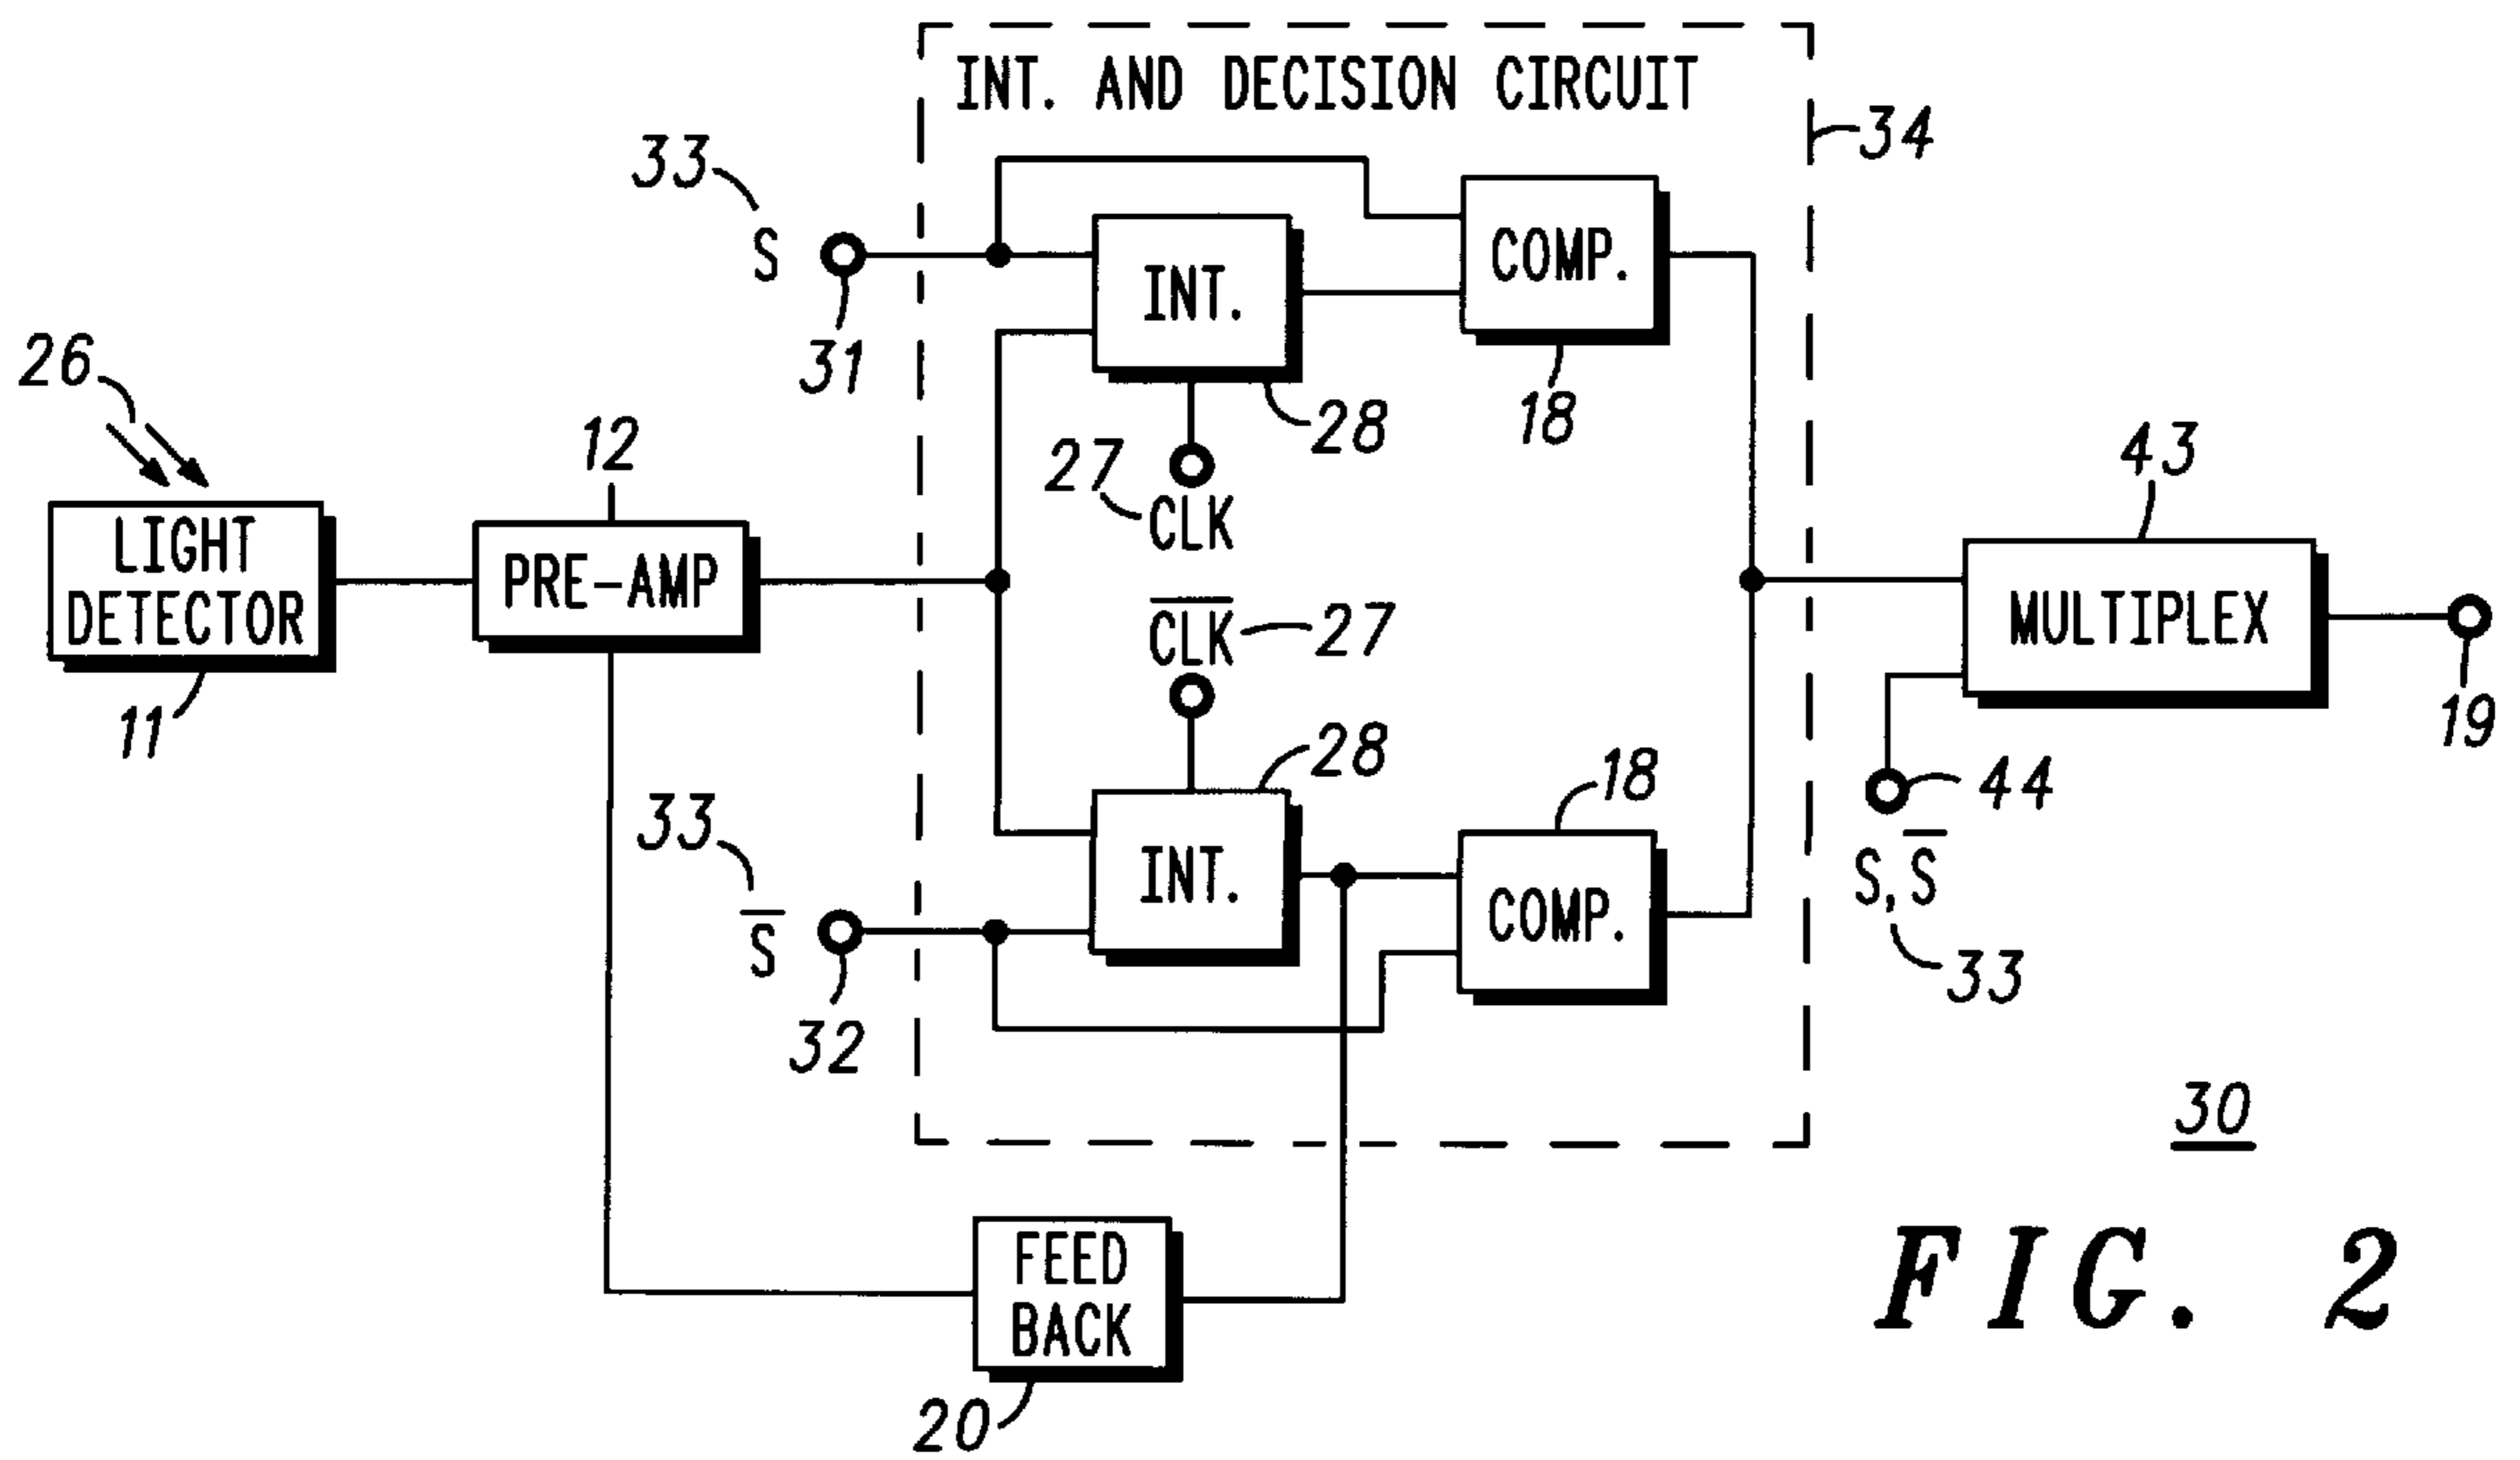 INT. AND DECISION CIRCUIT
34
33
S
31
INT.
COMP.
28
18
27
CLK
26
12
43
LIGHT
DETECTOR
PRE-AMP
MULTIPLEX
11
19
C̅L̅K̅
27
28
18
33
S̅
32
INT.
COMP.
44
S, S̅
33
30
FEED
BACK
20
FIG. 2